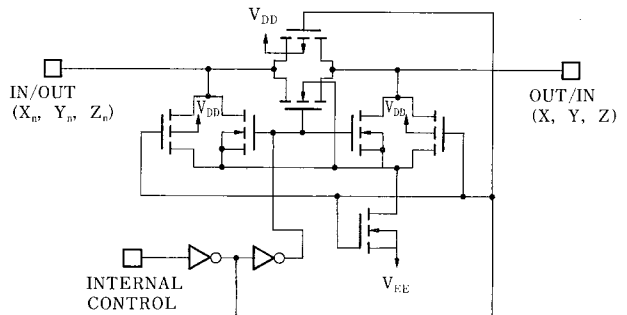 V_DD
IN/OUT
(X_n, Y_n, Z_n)
V_DD
V_DD
OUT/IN
(X, Y, Z)
INTERNAL
CONTROL
V_EE